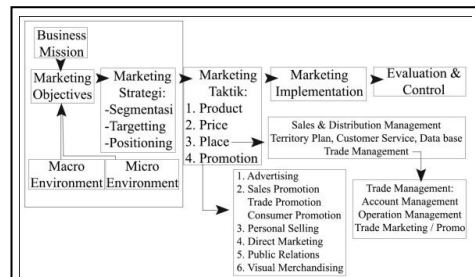 Business
Mission
Marketing
Objectives
Marketing
Strategi:
-Segmentasi
-Targetting
-Positioning
Marketing
Taktik:
1. Product
2. Price
3. Place
4. Promotion
Marketing
Implementation
Evaluation &
Control
Macro
Environment
Micro
Environment
Sales & Distribution Management
Territory Plan, Customer Service, Data base
Trade Management
1. Advertising
2. Sales Promotion
Trade Promotion
Consumer Promotion
3. Personal Selling
4. Direct Marketing
5. Public Relations
6. Visual Merchandising
Trade Management:
Account Management
Operation Management
Trade Marketing / Promo